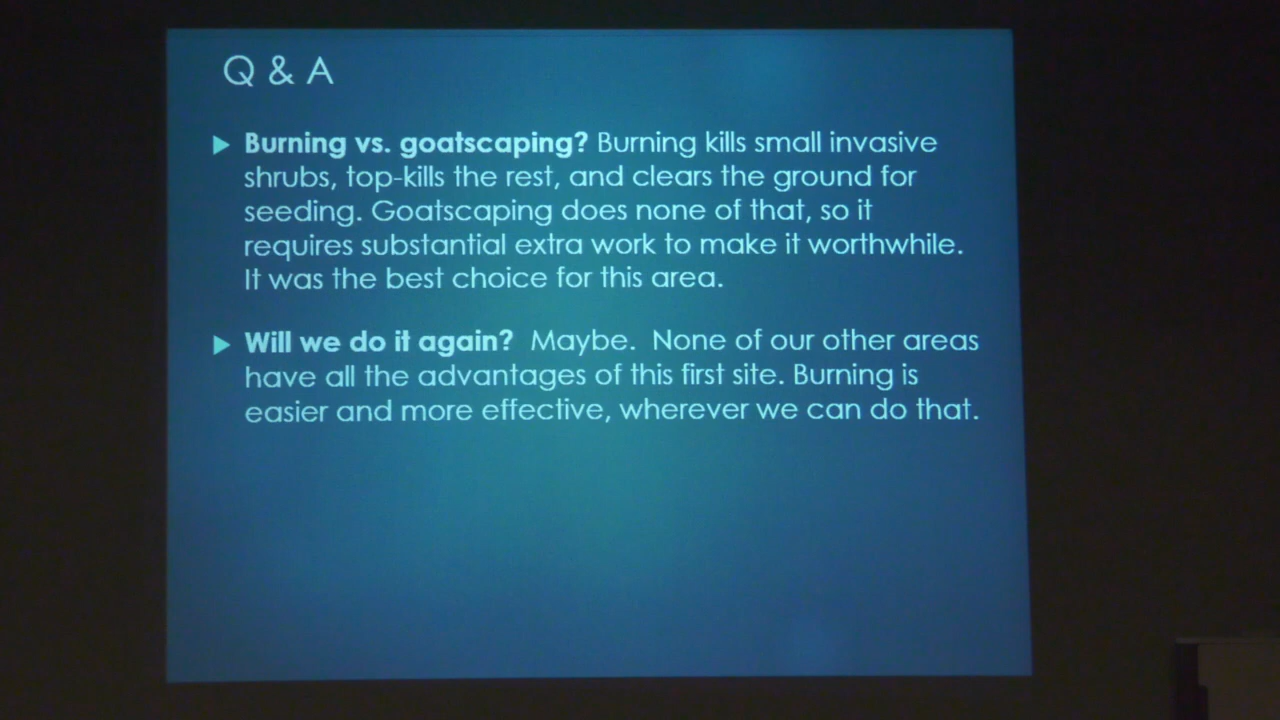 Q & A
Burning vs. goatscaping? Burning kills small invasive
shrubs, top-kills the rest, and clears the ground for
seeding. Goatscaping does none of that, so it
requires substantial extra work to make it worthwhile.
It was the best choice for this area.
Will we do it again? Maybe. None of our other areas
have all the advantages of this first site. Burning is
easier and more effective, wherever we can do that.